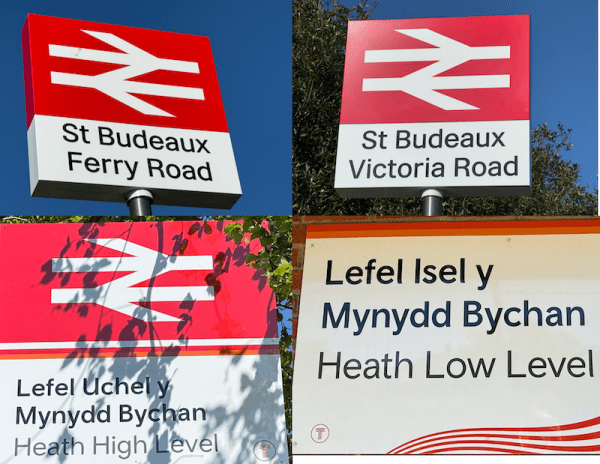 St Budeaux
Ferry Road
St Budeaux
Victoria Road
Lefel Uchel y
Mynydd Bychan
Heath High Level
T
Lefel Isel y
Mynydd Bychan
Heath Low Level
T